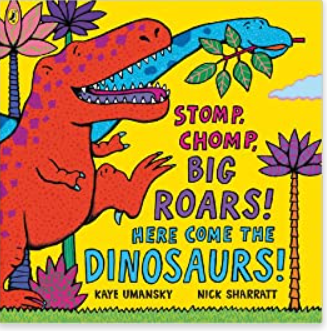 STOMP,
CHOMP,
BIG
ROARS!
HERE COME THE
DINOSAURS!
KAYE UMANSKY NICK SHARRATT